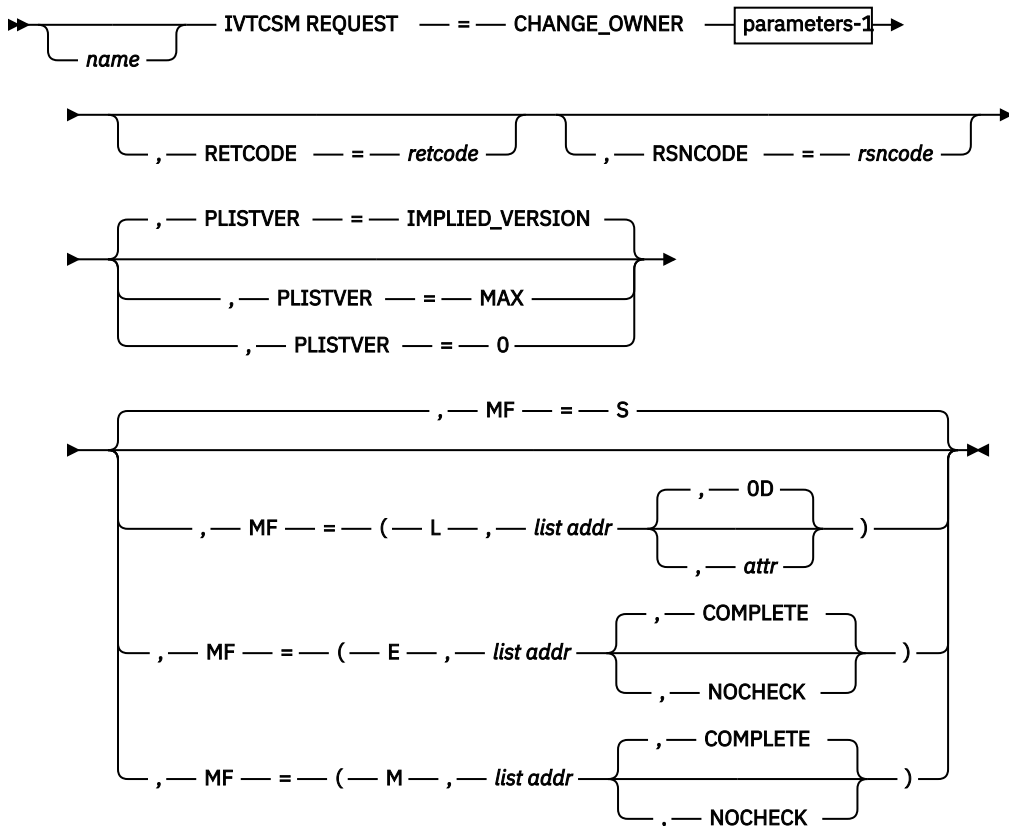 IVTCSM REQUEST = CHANGE_OWNER parameters-1
name
, RETCODE = retcode , RSNCODE = rsncode
, PLISTVER = IMPLIED_VERSION
, PLISTVER = MAX
, PLISTVER = 0
, MF = S
, 0D
, MF = ( L , list addr )
, attr
, COMPLETE
, MF = ( E , list addr )
, NOCHECK
, COMPLETE
, MF = ( M , list addr )
, NOCHECK